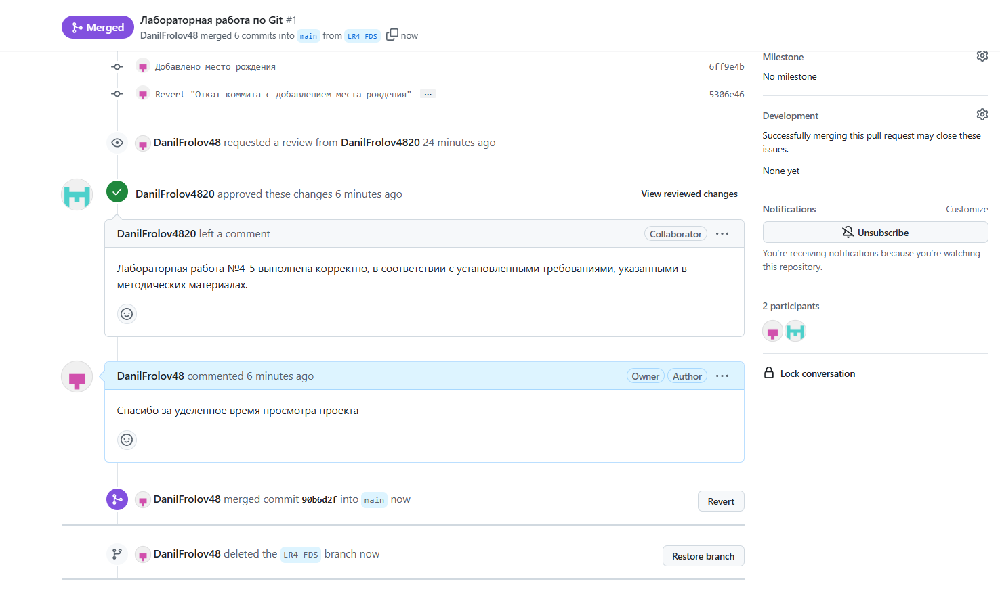 Merged
Лабораторная работа по Git #1
DanilFrolov48 merged 6 commits into main from LR4-FDS now
Добавлено место рождения 6ff9e4b
Revert "Откат коммита с добавлением места рождения" ... 5306e46
DanilFrolov48 requested a review from DanilFrolov4820 24 minutes ago
DanilFrolov4820 approved these changes 6 minutes ago View reviewed changes
DanilFrolov4820 left a comment Collaborator ...
Лабораторная работа №4-5 выполнена корректно, в соответствии с установленными требованиями, указанными в
методических материалах.
DanilFrolov48 commented 6 minutes ago Owner Author ...
Спасибо за уделенное время просмотра проекта
DanilFrolov48 merged commit 90b6d2f into main now Revert
DanilFrolov48 deleted the LR4-FDS branch now Restore branch
Milestone
No milestone
Development
Successfully merging this pull request may close these
issues.
None yet
Notifications Customize
Unsubscribe
You’re receiving notifications because you’re watching
this repository.
2 participants
Lock conversation